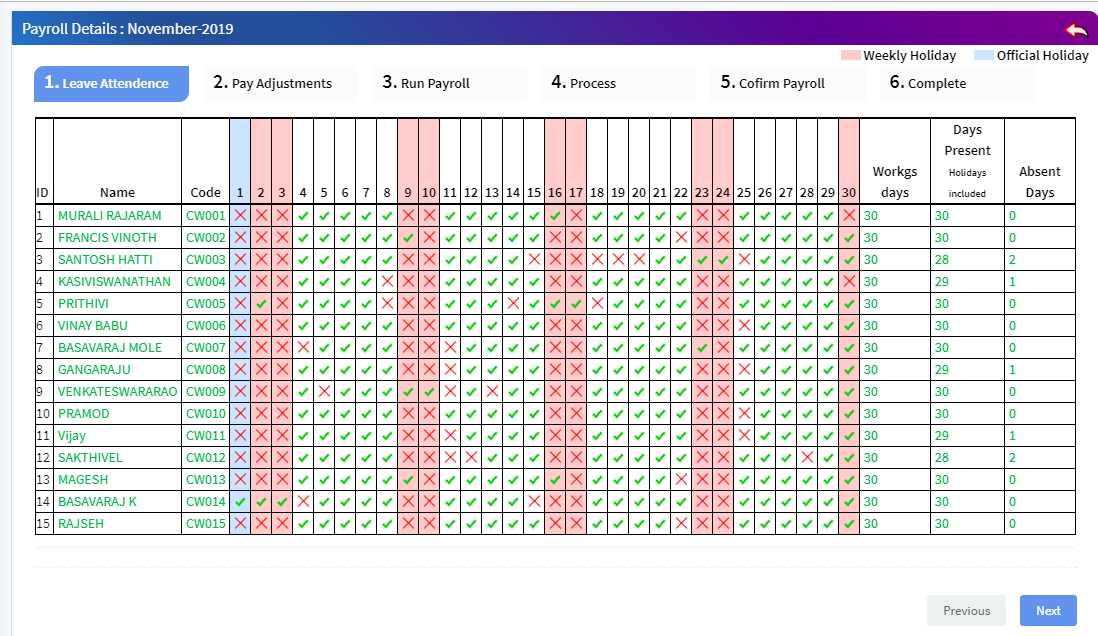 Payroll Details : November-2019
Weekly Holiday Official Holiday
1. Leave Attendence 2. Pay Adjustments 3. Run Payroll 4. Process 5. Cofirm Payroll 6. Complete
ID Name Code 1 2 3 4 5 6 7 8 9 10 11 12 13 14 15 16 17 18 19 20 21 22 23 24 25 26 27 28 29 30 Workgs days Days Present Holidays included Absent Days
1 MURALI RAJARAM CW001 30 30 0
2 FRANCIS VINOTH CW002 30 30 0
3 SANTOSH HATTI CW003 30 28 2
4 KASIVISWANATHAN CW004 30 29 1
5 PRITHIVI CW005 30 30 0
6 VINAY BABU CW006 30 30 0
7 BASAVARAJ MOLE CW007 30 30 0
8 GANGARAJU CW008 30 29 1
9 VENKATESWARARAO CW009 30 30 0
10 PRAMOD CW010 30 30 0
11 Vijay CW011 30 29 1
12 SAKTHIVEL CW012 30 28 2
13 MAGESH CW013 30 30 0
14 BASAVARAJ K CW014 30 30 0
15 RAJSEH CW015 30 30 0
Previous Next